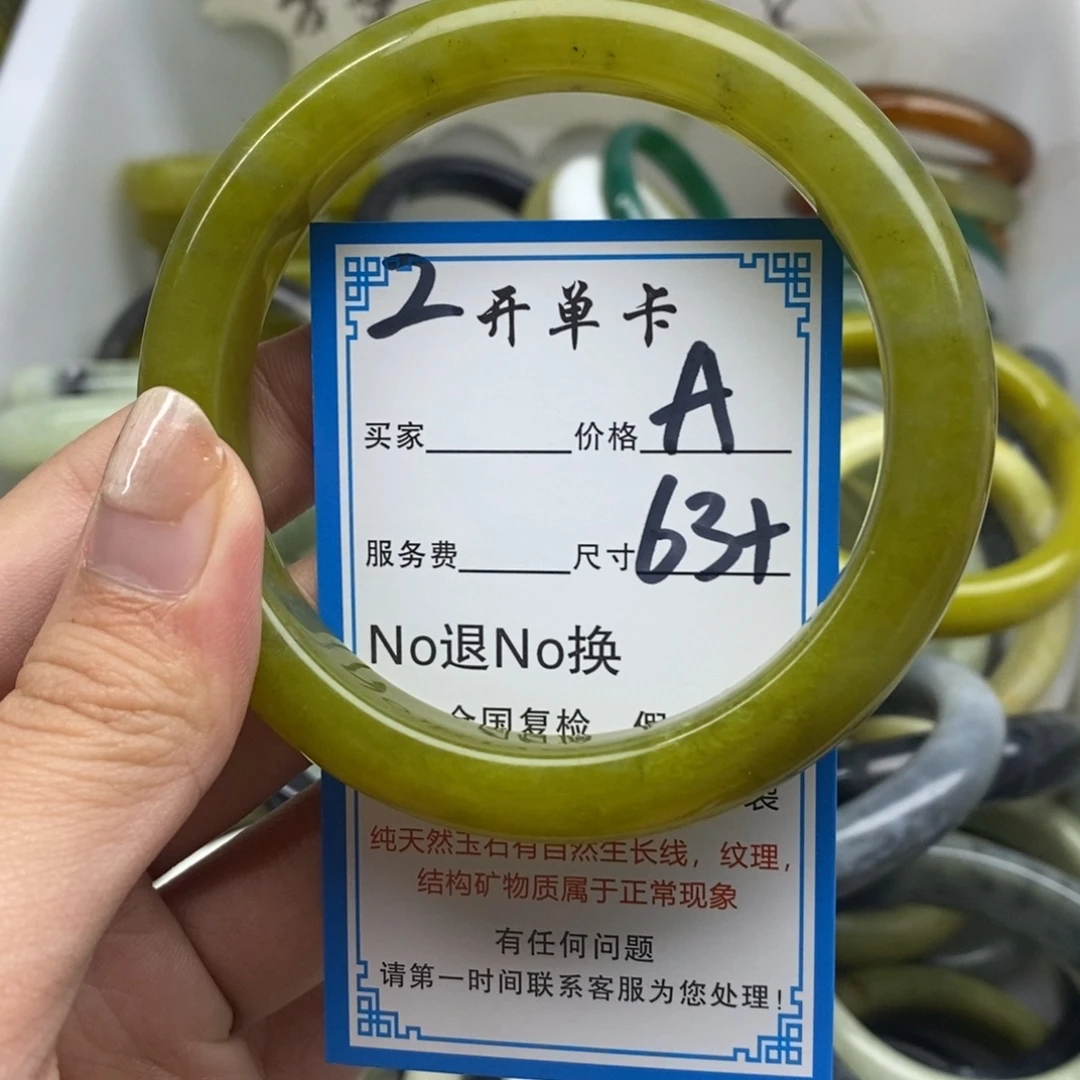 2 开单卡
买家 价格 A
服务费 尺寸 63+
No退No换
全国复检
纯天然玉石有自然生长线，纹理，
结构矿物质属于正常现象
有任何问题
请第一时间联系客服为您处理！